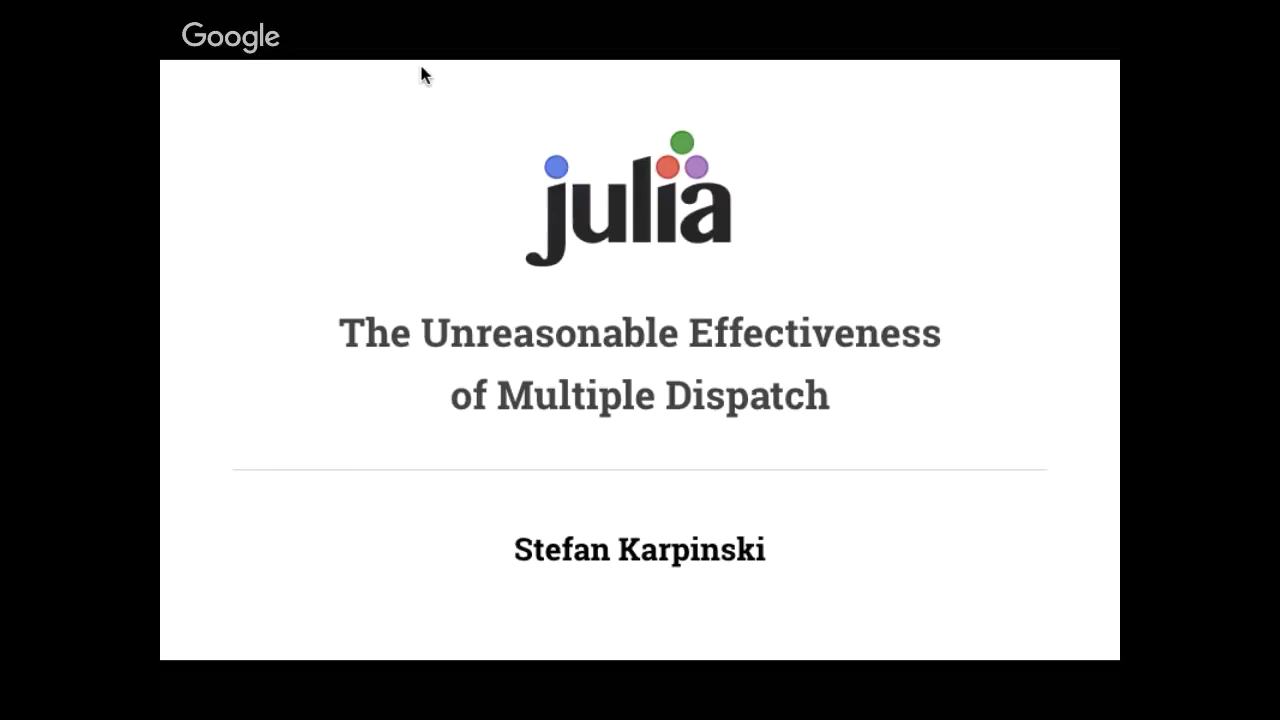 Google
julia
The Unreasonable Effectiveness
of Multiple Dispatch
Stefan Karpinski